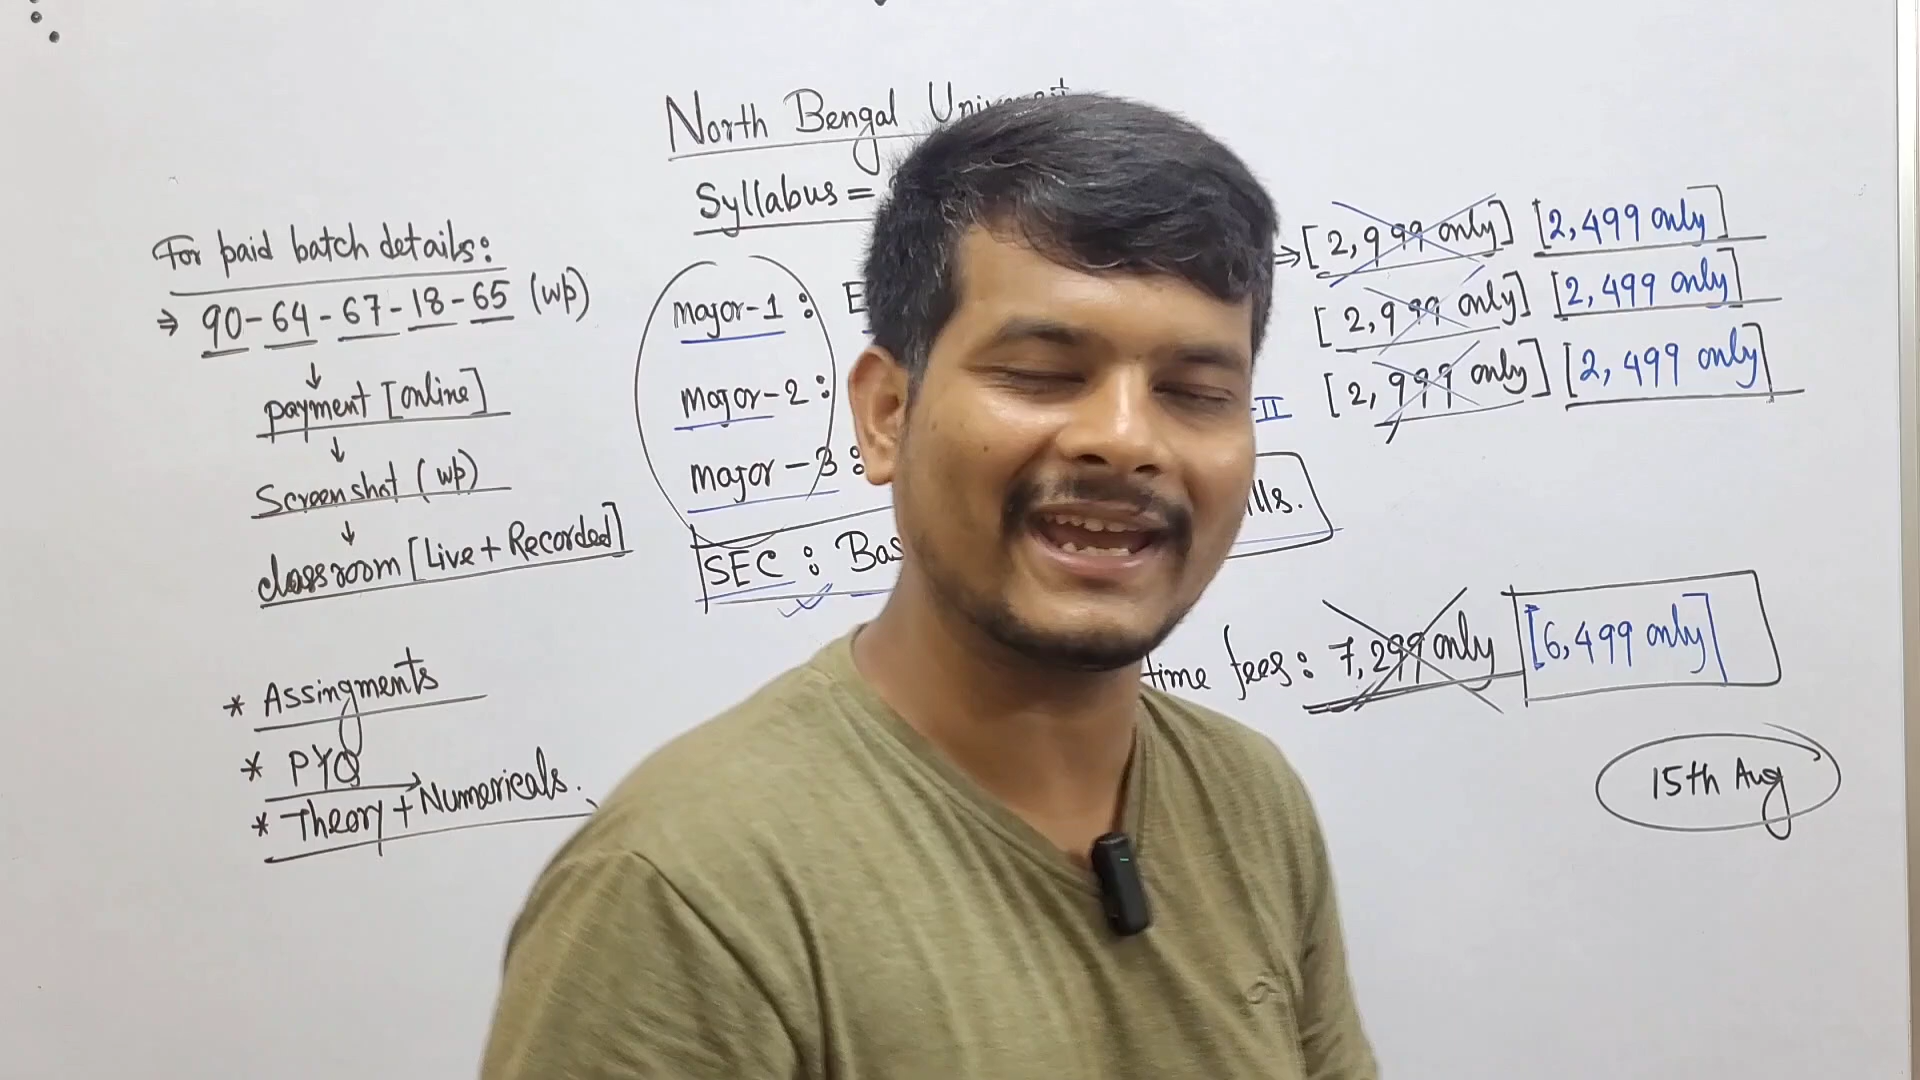 North Bengal
Syllabus =
For paid batch details:
⇒ 90-64-67-18-65 (wp)
↓
payment [online]
↓
Screenshot (wp)
↓
classroom [Live + Recorded]
* Assingments
* PYQ
* Theory + Numericals.
major-1 : E
major-2 :
major-3 :
-II
lls.
SEC : Bas
⇒ [2,999 only] [2,499 only]
[2,999 only] [2,499 only]
[2,999 only] [2,499 only]
time fees : 7,299 only [6,499 only]
15th Aug